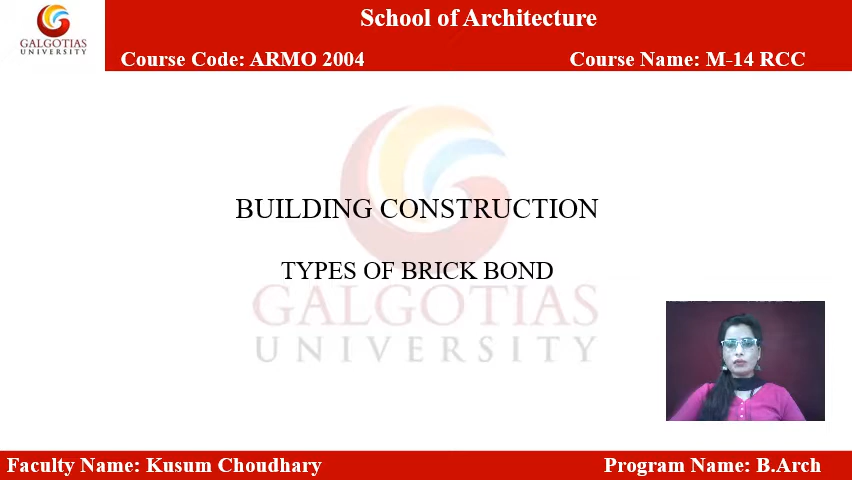 School of Architecture
GALGOTIAS
UNIVERSITY
Course Code: ARMO 2004
Course Name: M-14 RCC
BUILDING CONSTRUCTION
TYPES OF BRICK BOND
GALGOTIAS
UNIVERSITY
Faculty Name: Kusum Choudhary
Program Name: B.Arch